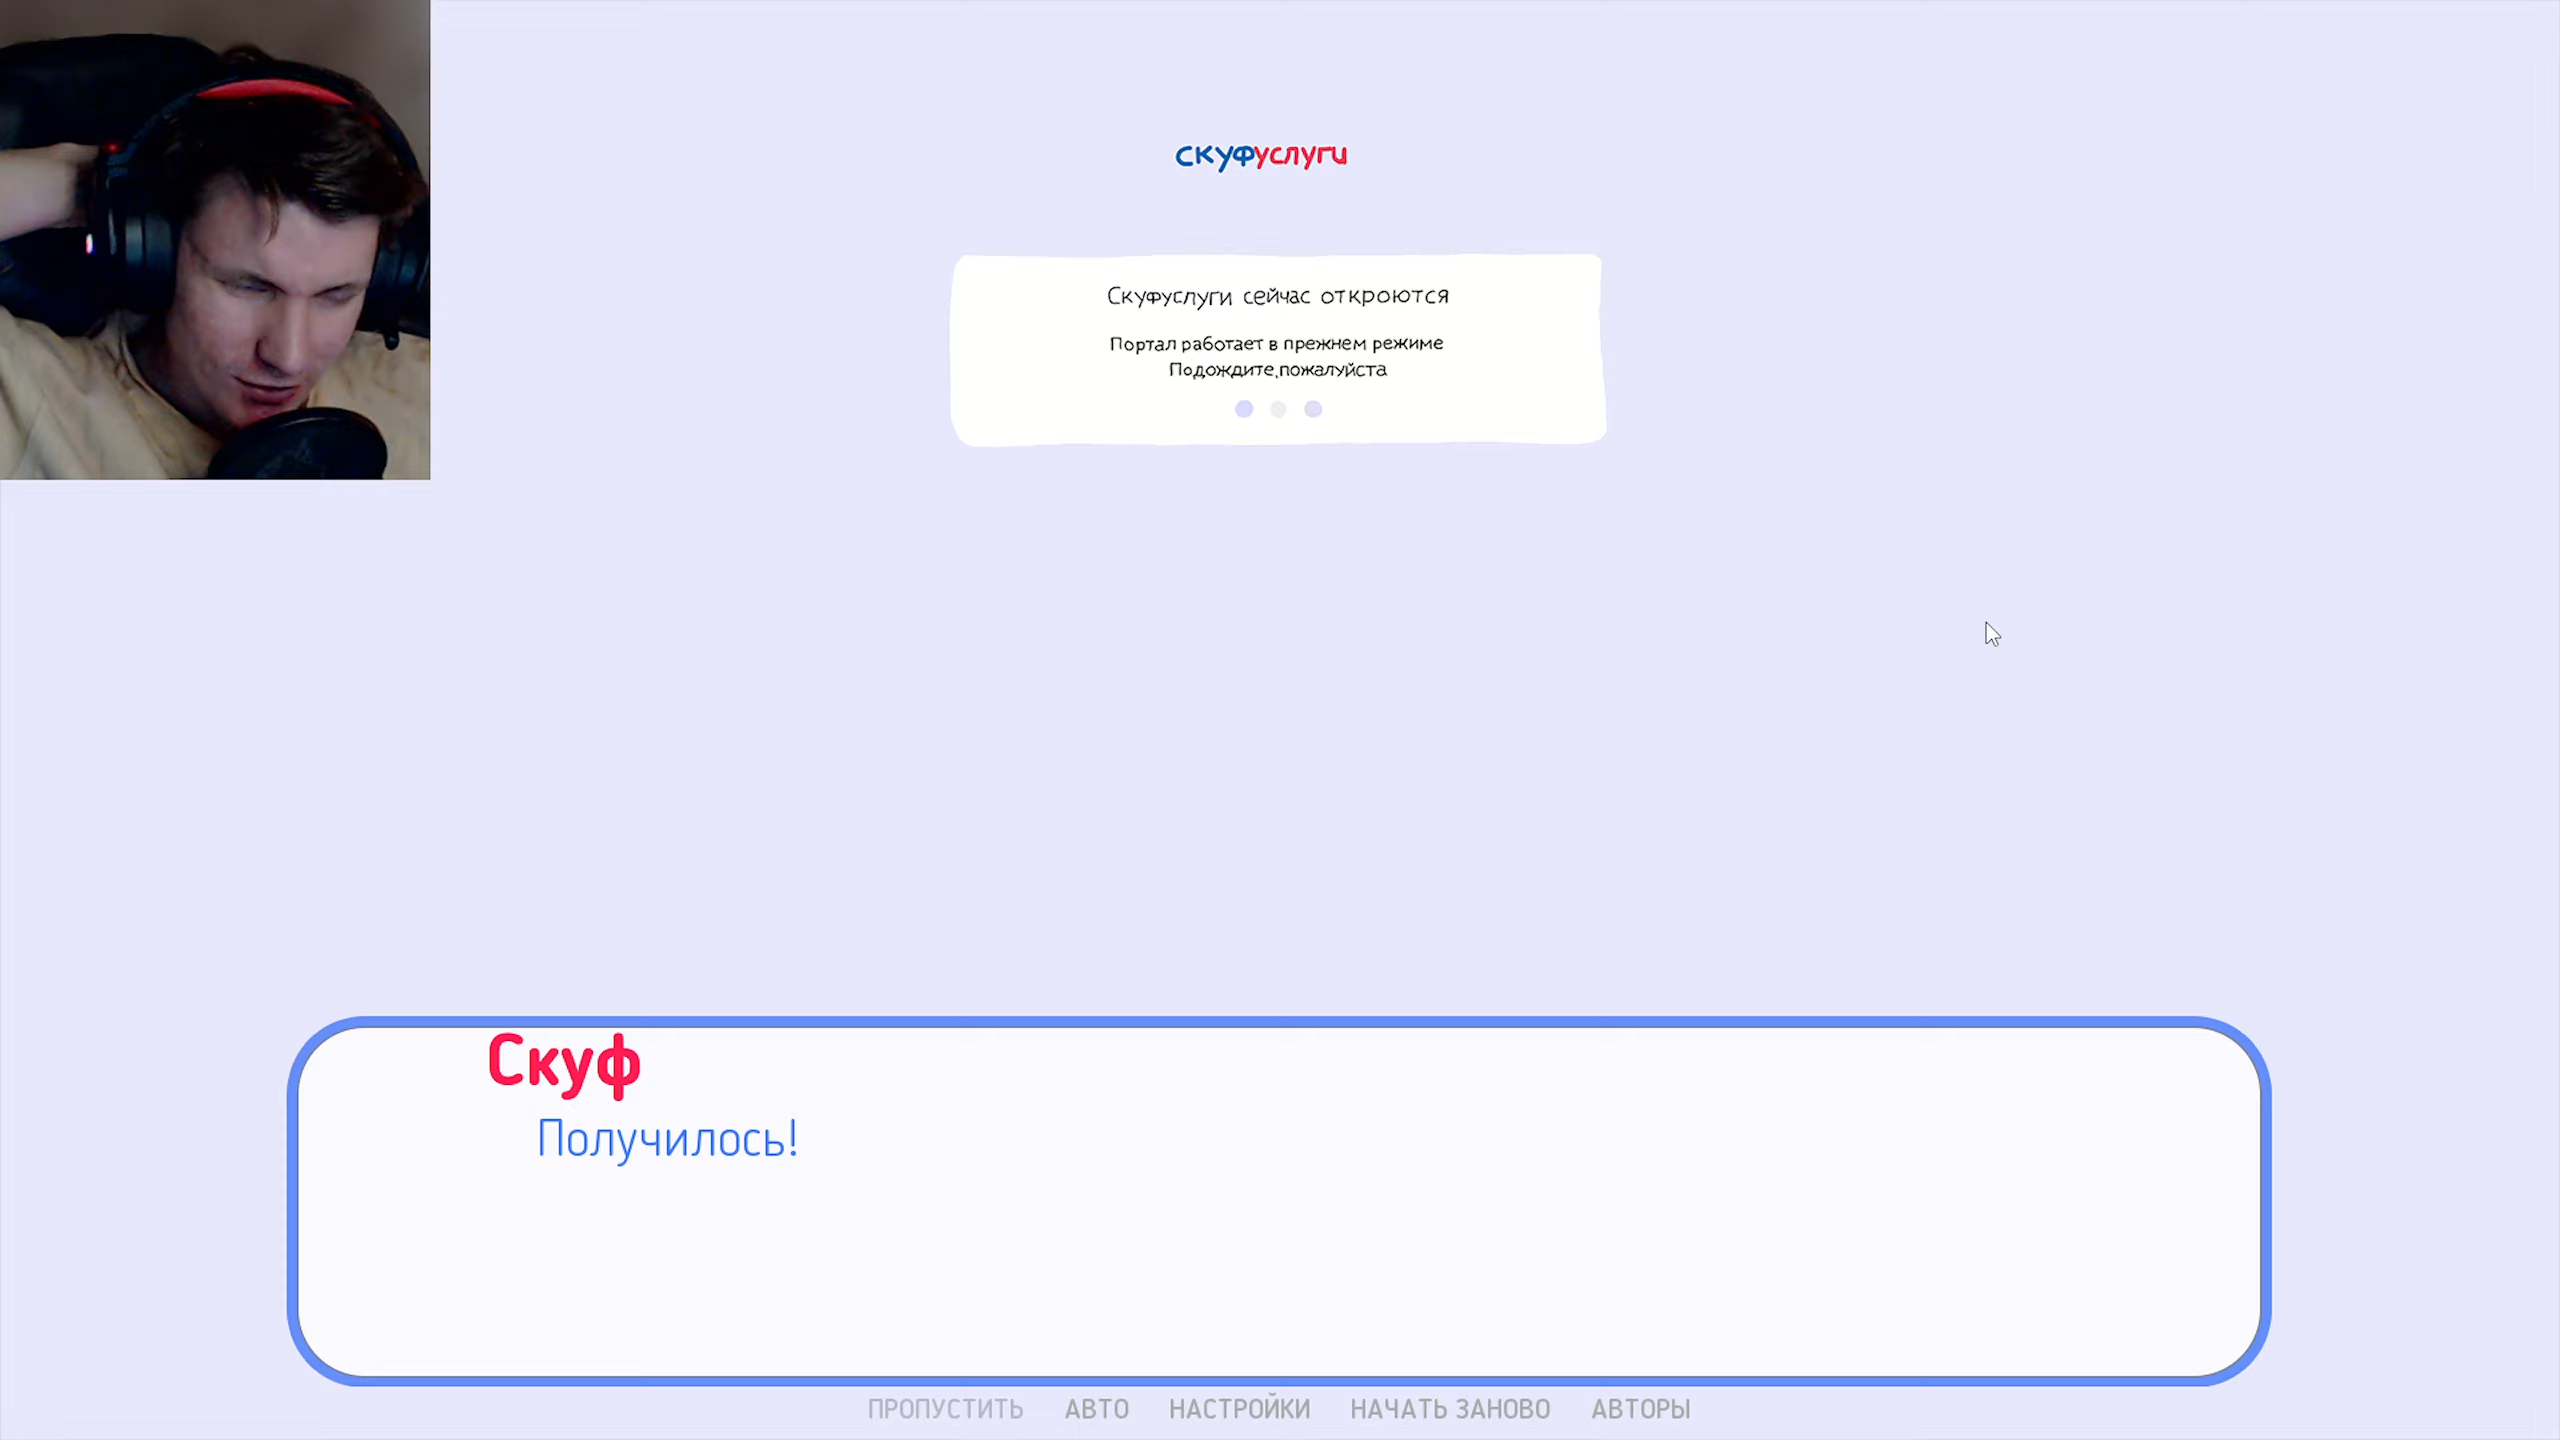 скуфуслуги
Скуфуслуги сейчас откроются
Портал работает в прежнем режиме
Подождите,пожалуйста
Скуф
Получилось!
ПРОПУСТИТЬ АВТО НАСТРОЙКИ НАЧАТЬ ЗАНОВО АВТОРЫ